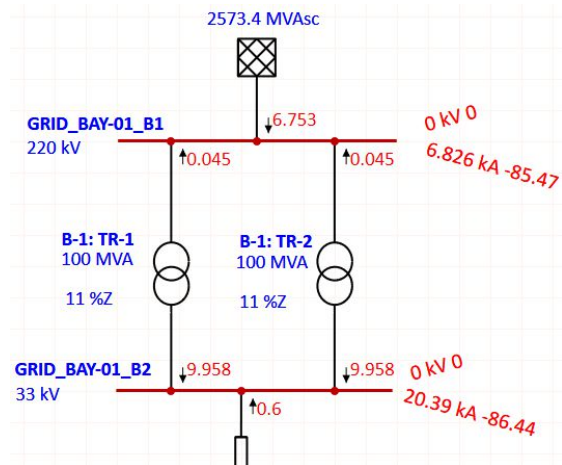 2573.4 MVAsc
6.753
GRID_BAY-01_B1
220 kV
0 kV 0
6.826 kA -85.47
0.045
0.045
B-1: TR-1
100 MVA
11 %Z
B-1: TR-2
100 MVA
11 %Z
GRID_BAY-01_B2
33 kV
9.958
9.958
0 kV 0
20.39 kA -86.44
0.6